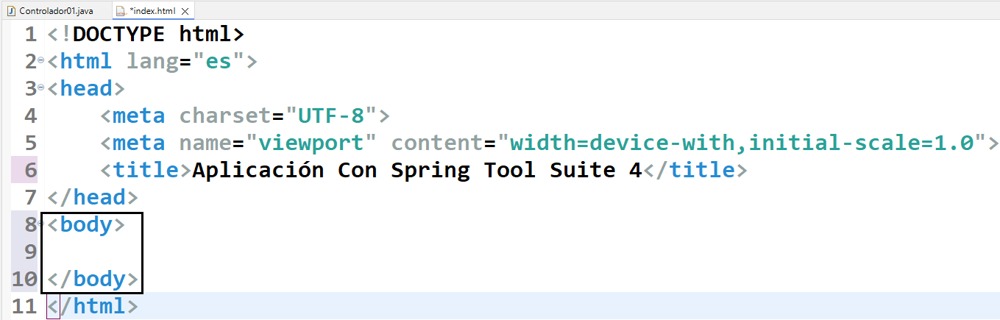 Controlador01.java *index.html
1 <!DOCTYPE html>
2 <html lang="es">
3 <head>
4 <meta charset="UTF-8">
5 <meta name="viewport" content="width=device-with,initial-scale=1.0">
6 <title>Aplicación Con Spring Tool Suite 4</title>
7 </head>
8 <body>
9
10 </body>
11 </html>